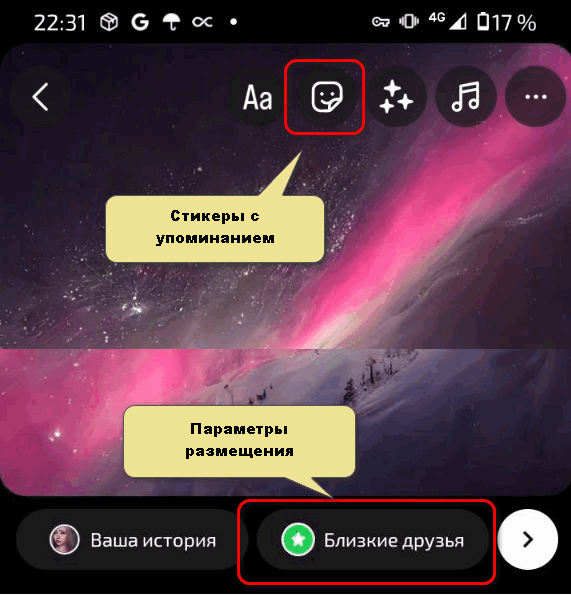 22:31 G 4G 17 %
Aa
Стикеры с
упоминанием
Параметры
размещения
Ваша история Близкие друзья